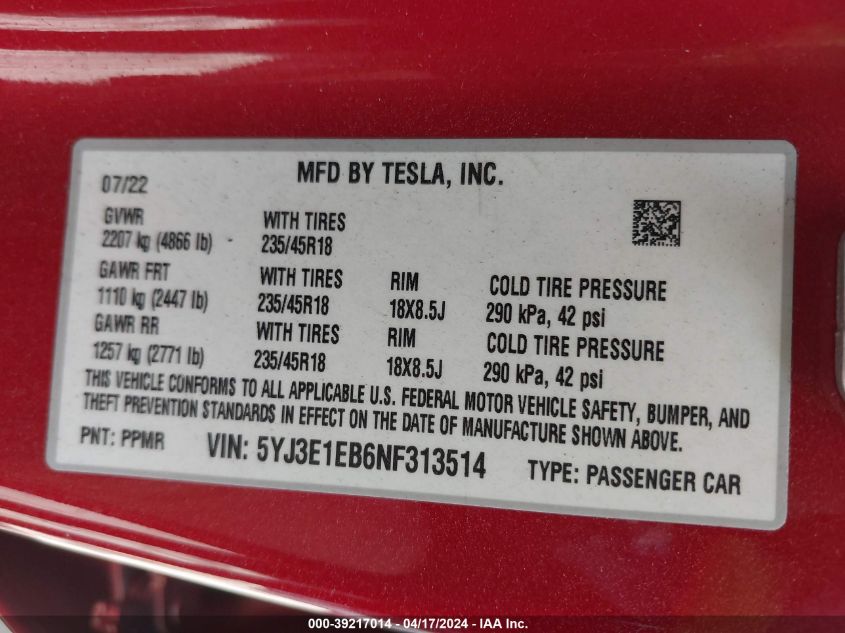 MFD BY TESLA, INC.
07/22
GVWR
2207 kg (4866 lb)
WITH TIRES
235/45R18
GAWR FRT
1110 kg (2447 lb)
WITH TIRES
235/45R18
RIM
18X8.5J
COLD TIRE PRESSURE
290 kPa, 42 psi
GAWR RR
1257 kg (2771 lb)
WITH TIRES
235/45R18
RIM
18X8.5J
COLD TIRE PRESSURE
290 kPa, 42 psi
THIS VEHICLE CONFORMS TO ALL APPLICABLE U.S. FEDERAL MOTOR VEHICLE SAFETY, BUMPER, AND
THEFT PREVENTION STANDARDS IN EFFECT ON THE DATE OF MANUFACTURE SHOWN ABOVE.
PNT: PPMR
VIN: 5YJ3E1EB6NF313514
TYPE: PASSENGER CAR
000-39217014 - 04/17/2024 - IAA Inc.